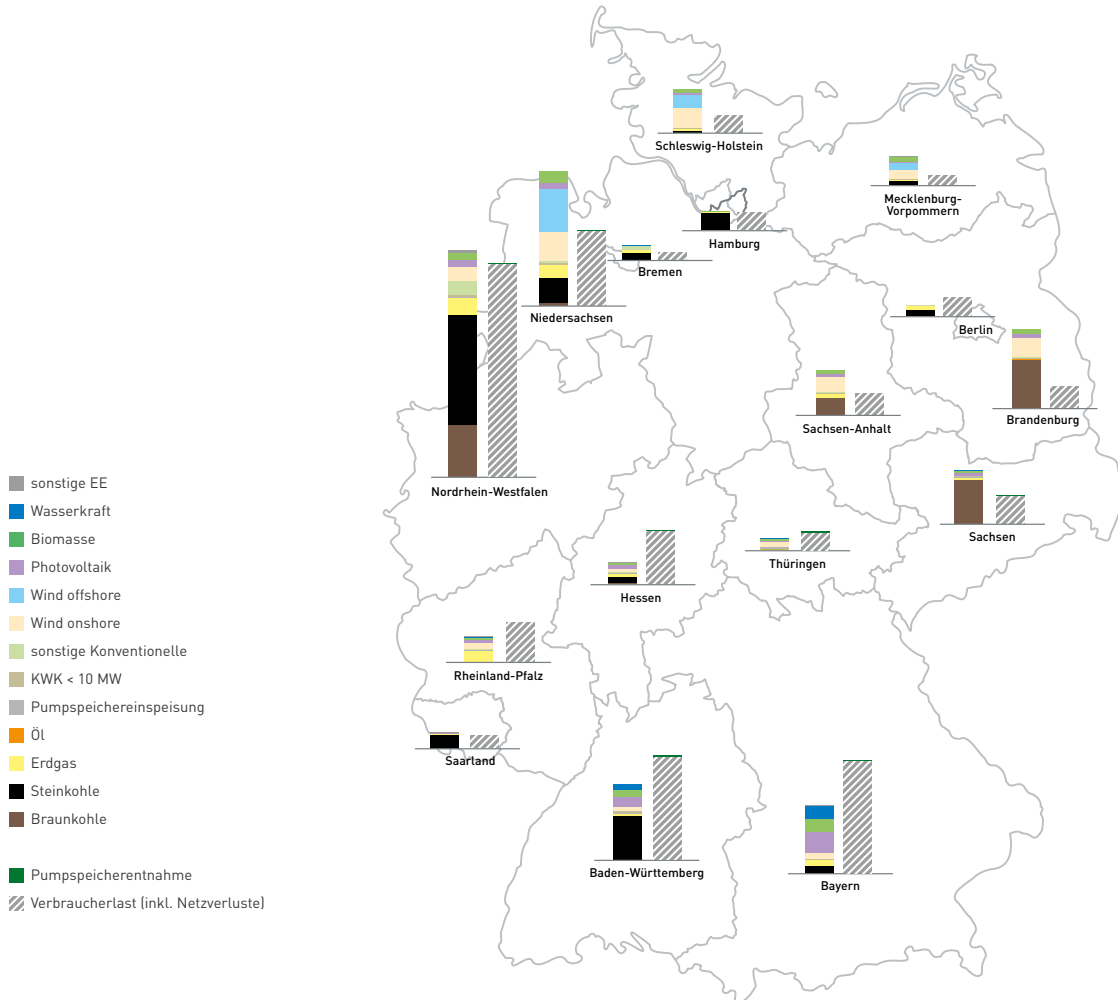 Schleswig-Holstein
Mecklenburg-
Vorpommern
Hamburg
Bremen
Niedersachsen
Berlin
Brandenburg
Sachsen-Anhalt
Nordrhein-Westfalen
Sachsen
Thüringen
Hessen
Rheinland-Pfalz
Saarland
Baden-Württemberg
Bayern
sonstige EE
Wasserkraft
Biomasse
Photovoltaik
Wind offshore
Wind onshore
sonstige Konventionelle
KWK < 10 MW
Pumpspeichereinspeisung
Öl
Erdgas
Steinkohle
Braunkohle
Pumpspeicherentnahme
Verbraucherlast (inkl. Netzverluste)